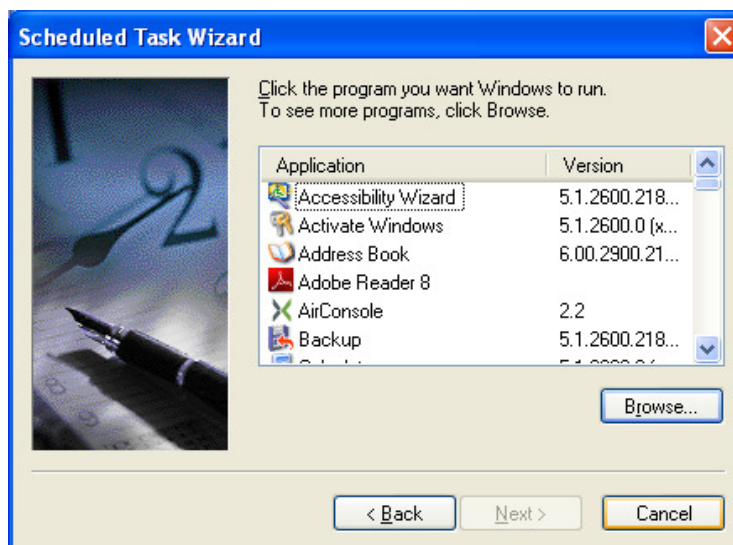 Scheduled Task Wizard
Click the program you want Windows to run.
To see more programs, click Browse.
Application Version
Accessibility Wizard 5.1.2600.218...
Activate Windows 5.1.2600.0 (x...
Address Book 6.00.2900.21...
Adobe Reader 8
AirConsole 2.2
Backup 5.1.2600.218...
Browse...
< Back Next > Cancel